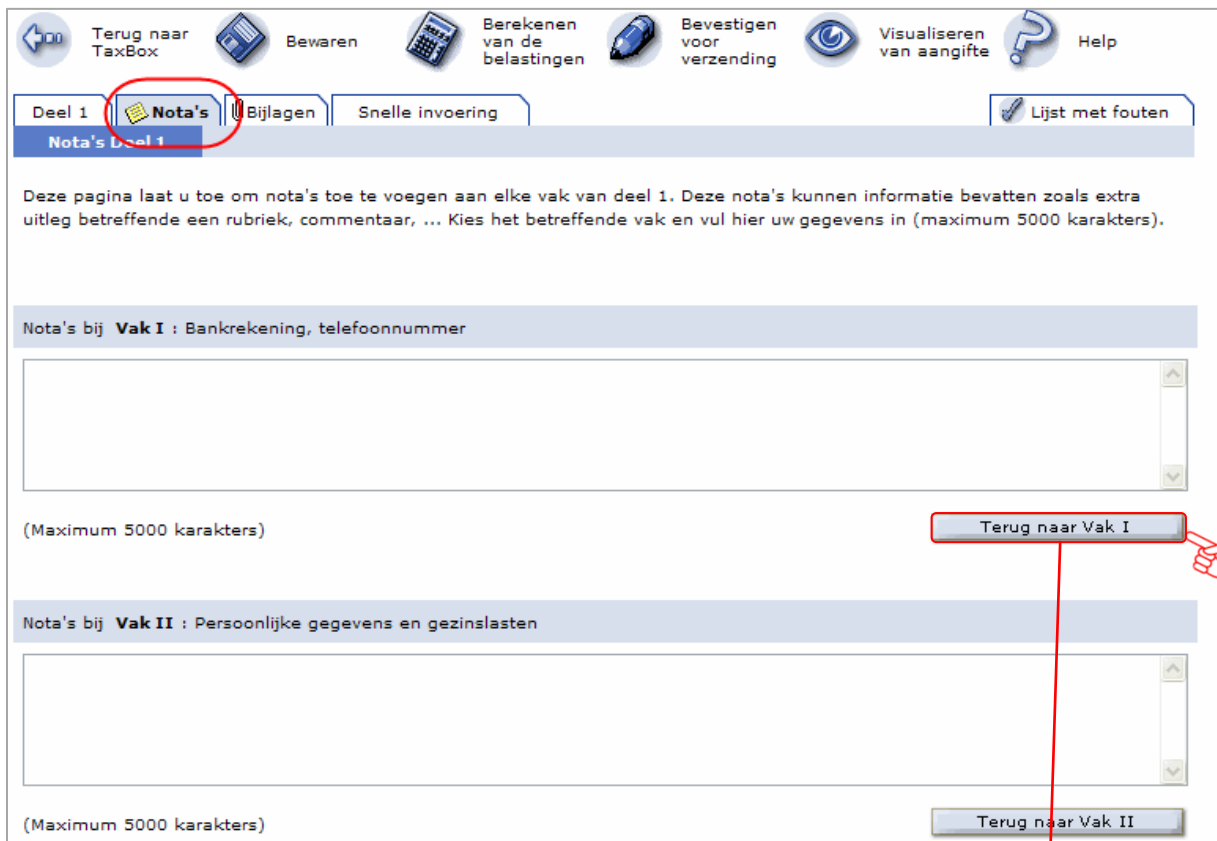 Terug naar
TaxBox
Bewaren
Berekenen
van de
belastingen
Bevestigen
voor
verzending
Visualiseren
van aangifte
Help
Deel 1
Nota's
Bijlagen
Snelle invoering
Lijst met fouten
Nota's Deel 1
Deze pagina laat u toe om nota's toe te voegen aan elke vak van deel 1. Deze nota's kunnen informatie bevatten zoals extra
uitleg betreffende een rubriek, commentaar, ... Kies het betreffende vak en vul hier uw gegevens in (maximum 5000 karakters).
Nota's bij Vak I : Bankrekening, telefoonnummer
(Maximum 5000 karakters)
Terug naar Vak I
Nota's bij Vak II : Persoonlijke gegevens en gezinslasten
(Maximum 5000 karakters)
Terug naar Vak II